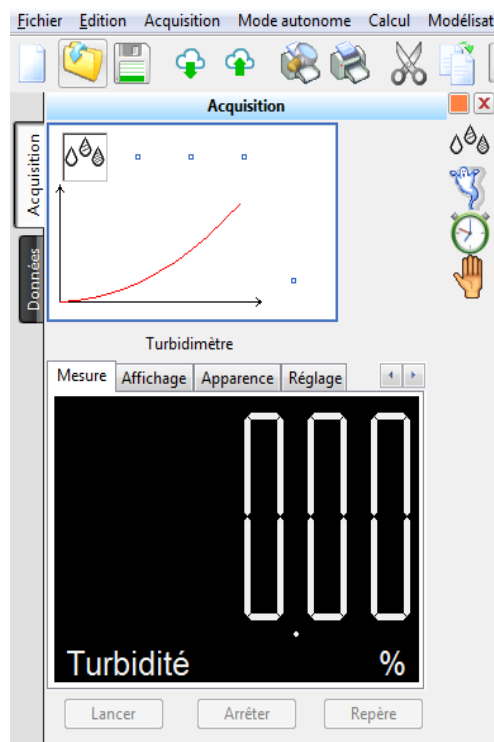 Fichier Edition Acquisition Mode autonome Calcul Modélisat
Acquisition
Acquisition
Données
Turbidimètre
Mesure Affichage Apparence Réglage
0.00
Turbidité %
Lancer Arrêter Repère